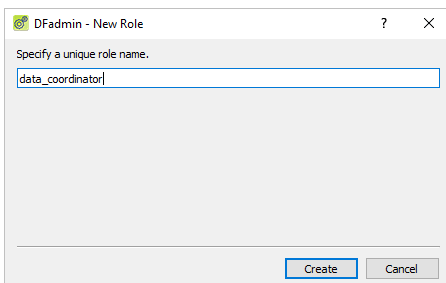 DFadmin - New Role
Specify a unique role name.
data_coordinator
Create Cancel